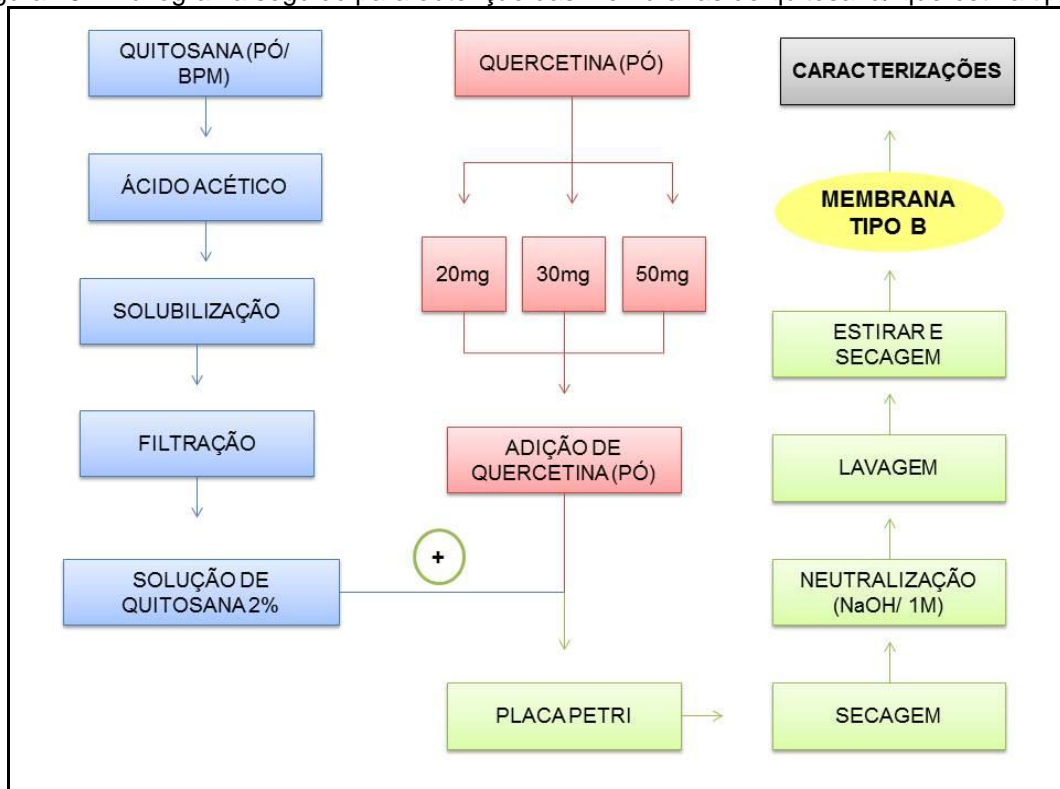 QUITOSANA (PÓ/
BPM)
ÁCIDO ACÉTICO
SOLUBILIZAÇÃO
FILTRAÇÃO
SOLUÇÃO DE
QUITOSANA 2%
+
QUERCETINA (PÓ)
20mg
30mg
50mg
ADIÇÃO DE
QUERCETINA (PÓ)
PLACA PETRI
SECAGEM
NEUTRALIZAÇÃO
(NaOH/ 1M)
LAVAGEM
ESTIRAR E
SECAGEM
MEMBRANA
TIPO B
CARACTERIZAÇÕES